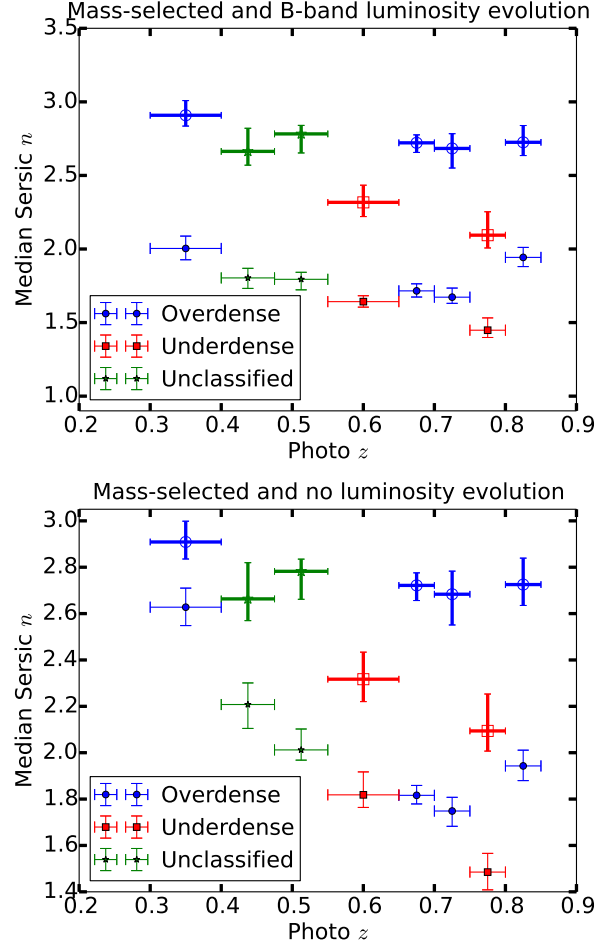 Mass-selected and B-band luminosity evolution
3.5
3.0
2.5
2.0
1.5
1.0
Median Sersic n
Overdense
Underdense
Unclassified
0.2 0.3 0.4 0.5 0.6 0.7 0.8 0.9
Photo z
Mass-selected and no luminosity evolution
3.0
2.8
2.6
2.4
2.2
2.0
1.8
1.6
1.4
Median Sersic n
Overdense
Underdense
Unclassified
0.2 0.3 0.4 0.5 0.6 0.7 0.8 0.9
Photo z